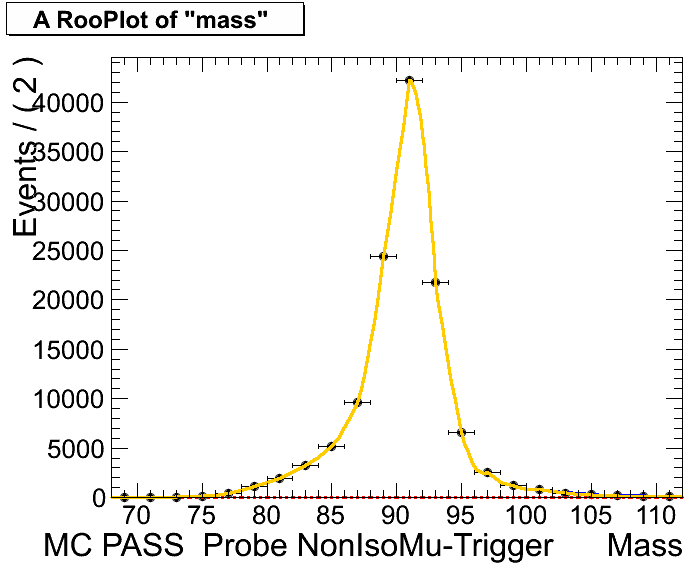 A RooPlot of "mass"
Events / ( 2 )
40000
35000
30000
25000
20000
15000
10000
5000
0
70 75 80 85 90 95 100 105 110
MC PASS Probe NonIsoMu-Trigger Mass